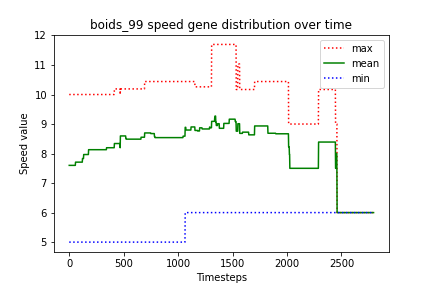 boids_99 speed gene distribution over time
12
11
10
9
8
7
6
5
Speed value
max
mean
min
0
500
1000
1500
2000
2500
Timesteps